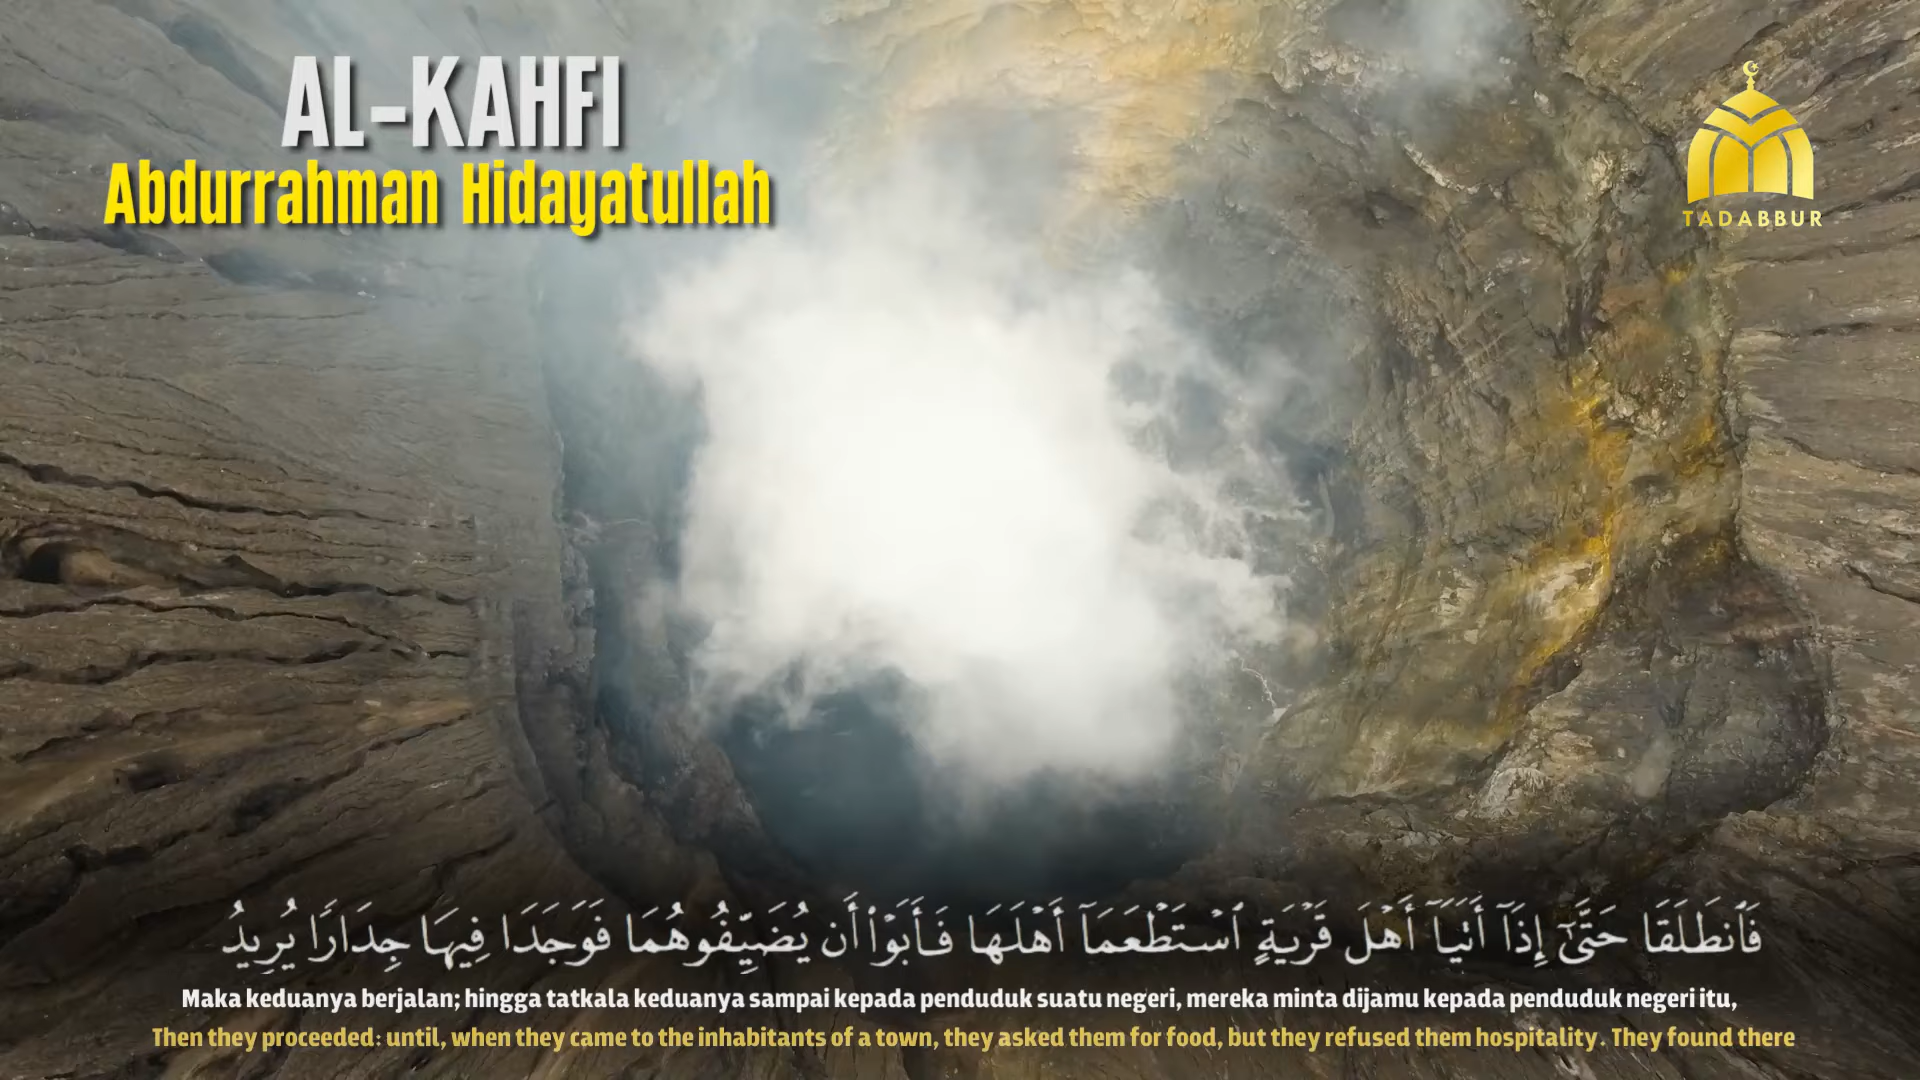 AL-KAHFI
Abdurrahman Hidayatullah
TADABBUR
فَٱنطَلَقَا حَتَّىٰٓ إِذَآ أَتَيَآ أَهْلَ قَرْيَةٍ ٱسْتَطْعَمَآ أَهْلَهَا فَأَبَوْا۟ أَن يُضَيِّفُوهُمَا فَوَجَدَا فِيهَا جِدَارًا يُرِيدُ
Maka keduanya berjalan; hingga tatkala keduanya sampai kepada penduduk suatu negeri, mereka minta dijamu kepada penduduk negeri itu,
Then they proceeded: until, when they came to the inhabitants of a town, they asked them for food, but they refused them hospitality. They found there